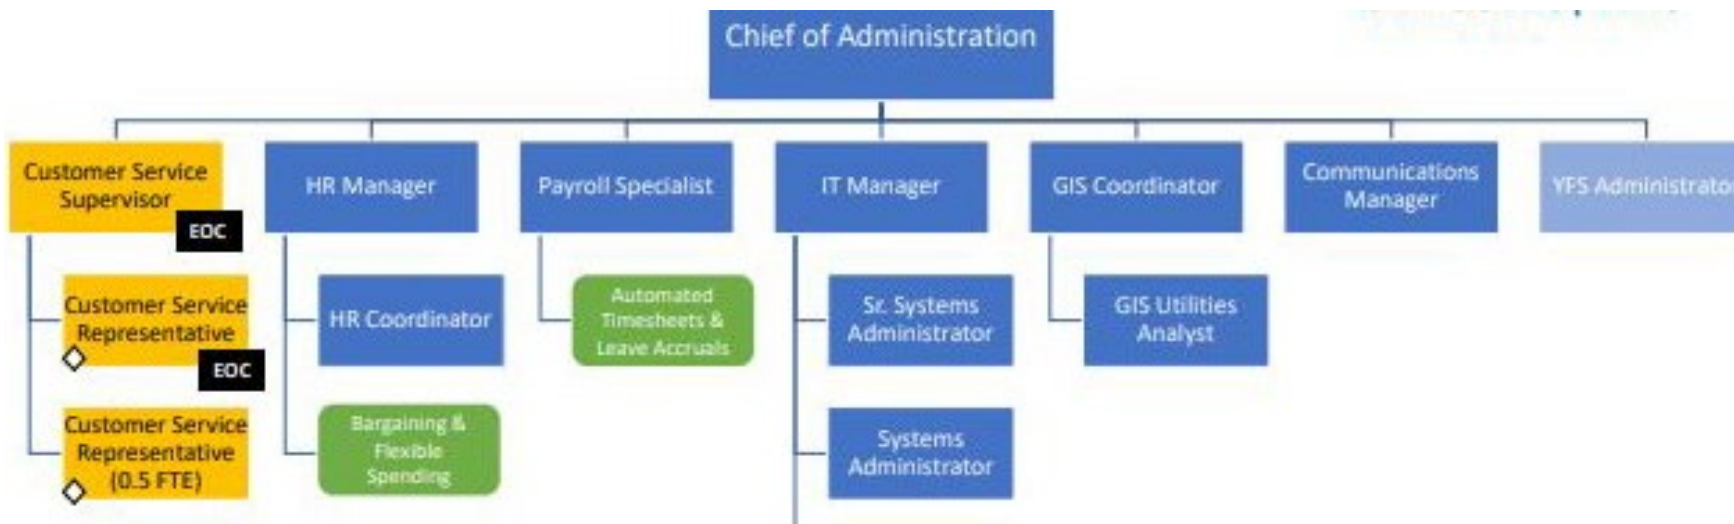 Chief of Administration
Customer Service
Supervisor
EOC
HR Manager
Payroll Specialist
IT Manager
GIS Coordinator
Communications
Manager
YFS Administrato
Customer Service
Representative
EOC
HR Coordinator
Automated
Timesheets &
Leave Accruals
Sr. Systems
Administrator
GIS Utilities
Analyst
Customer Service
Representative
(0.5 FTE)
Bargaining &
Flexible
Spending
Systems
Administrator